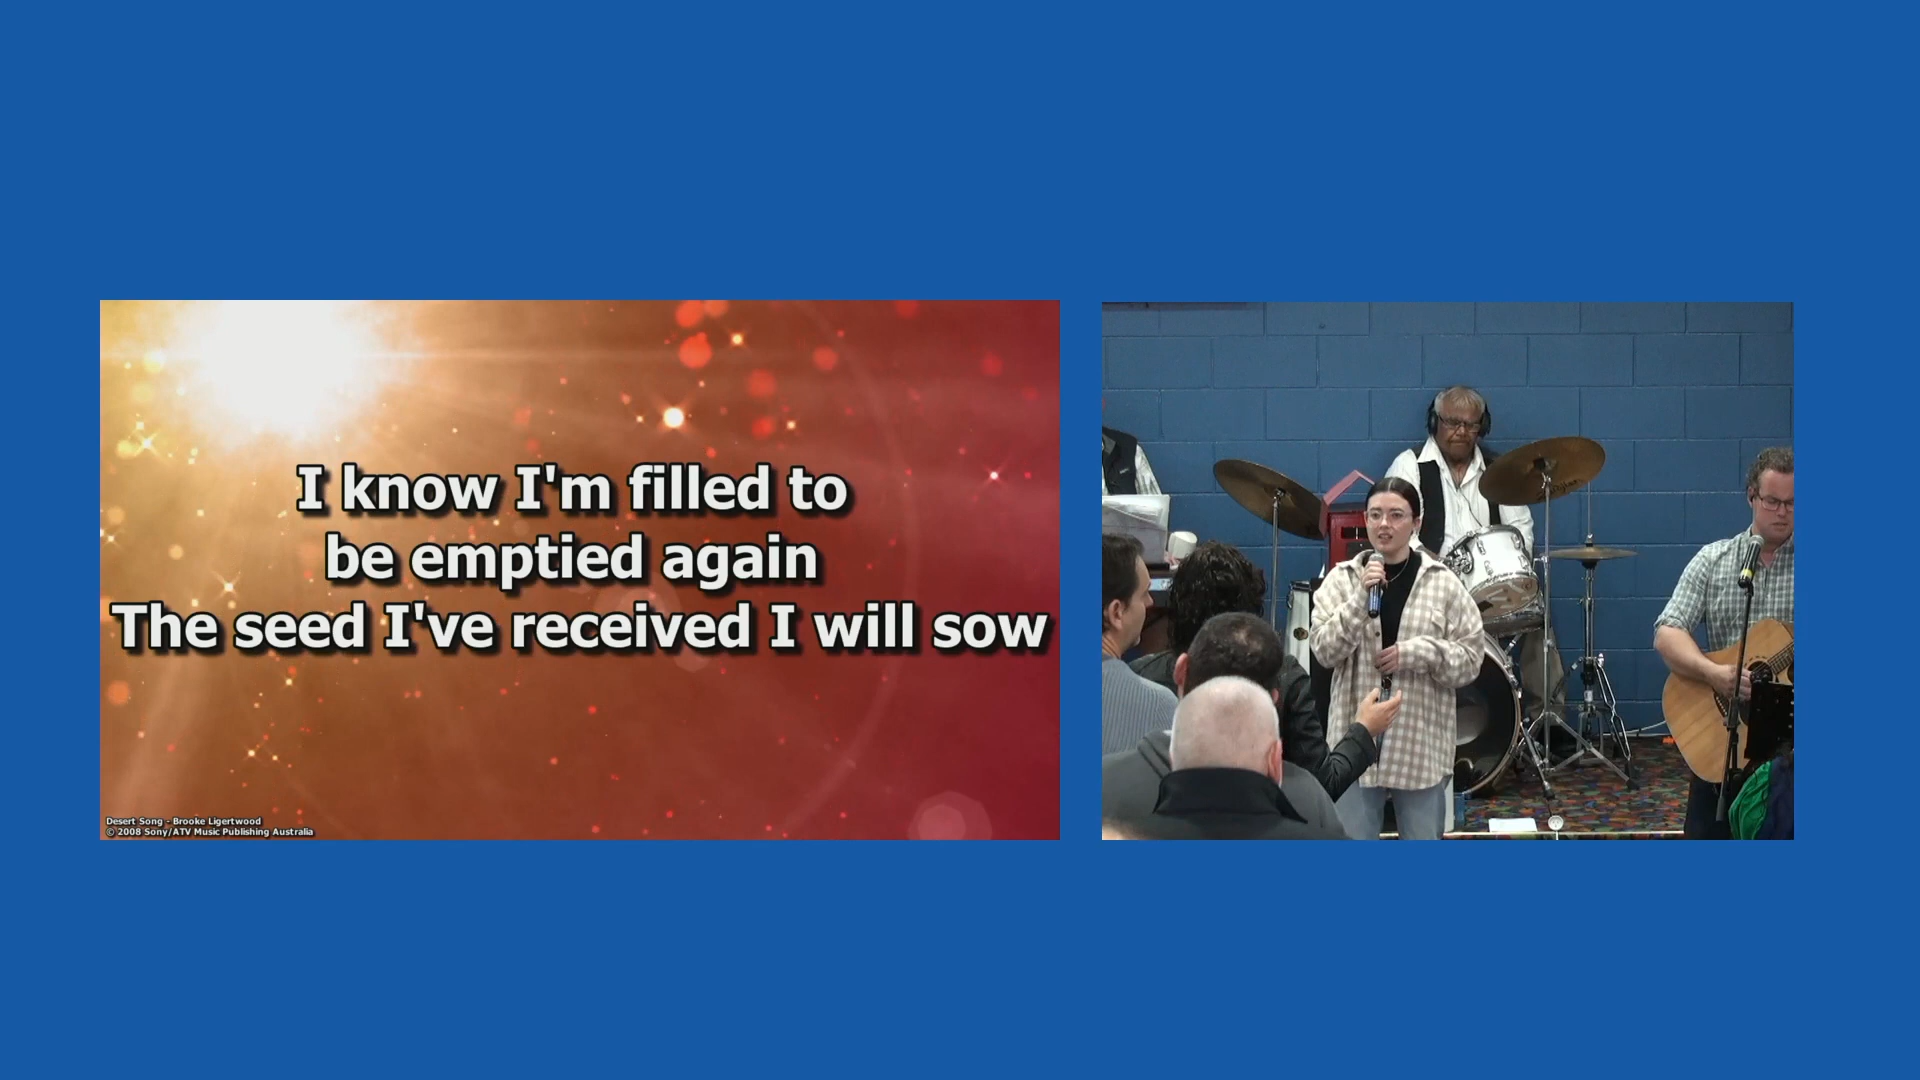 I know I'm filled to
be emptied again
The seed I've received I will sow
Desert Song - Brooke Ligertwood
© 2008 Sony/ATV Music Publishing Australia